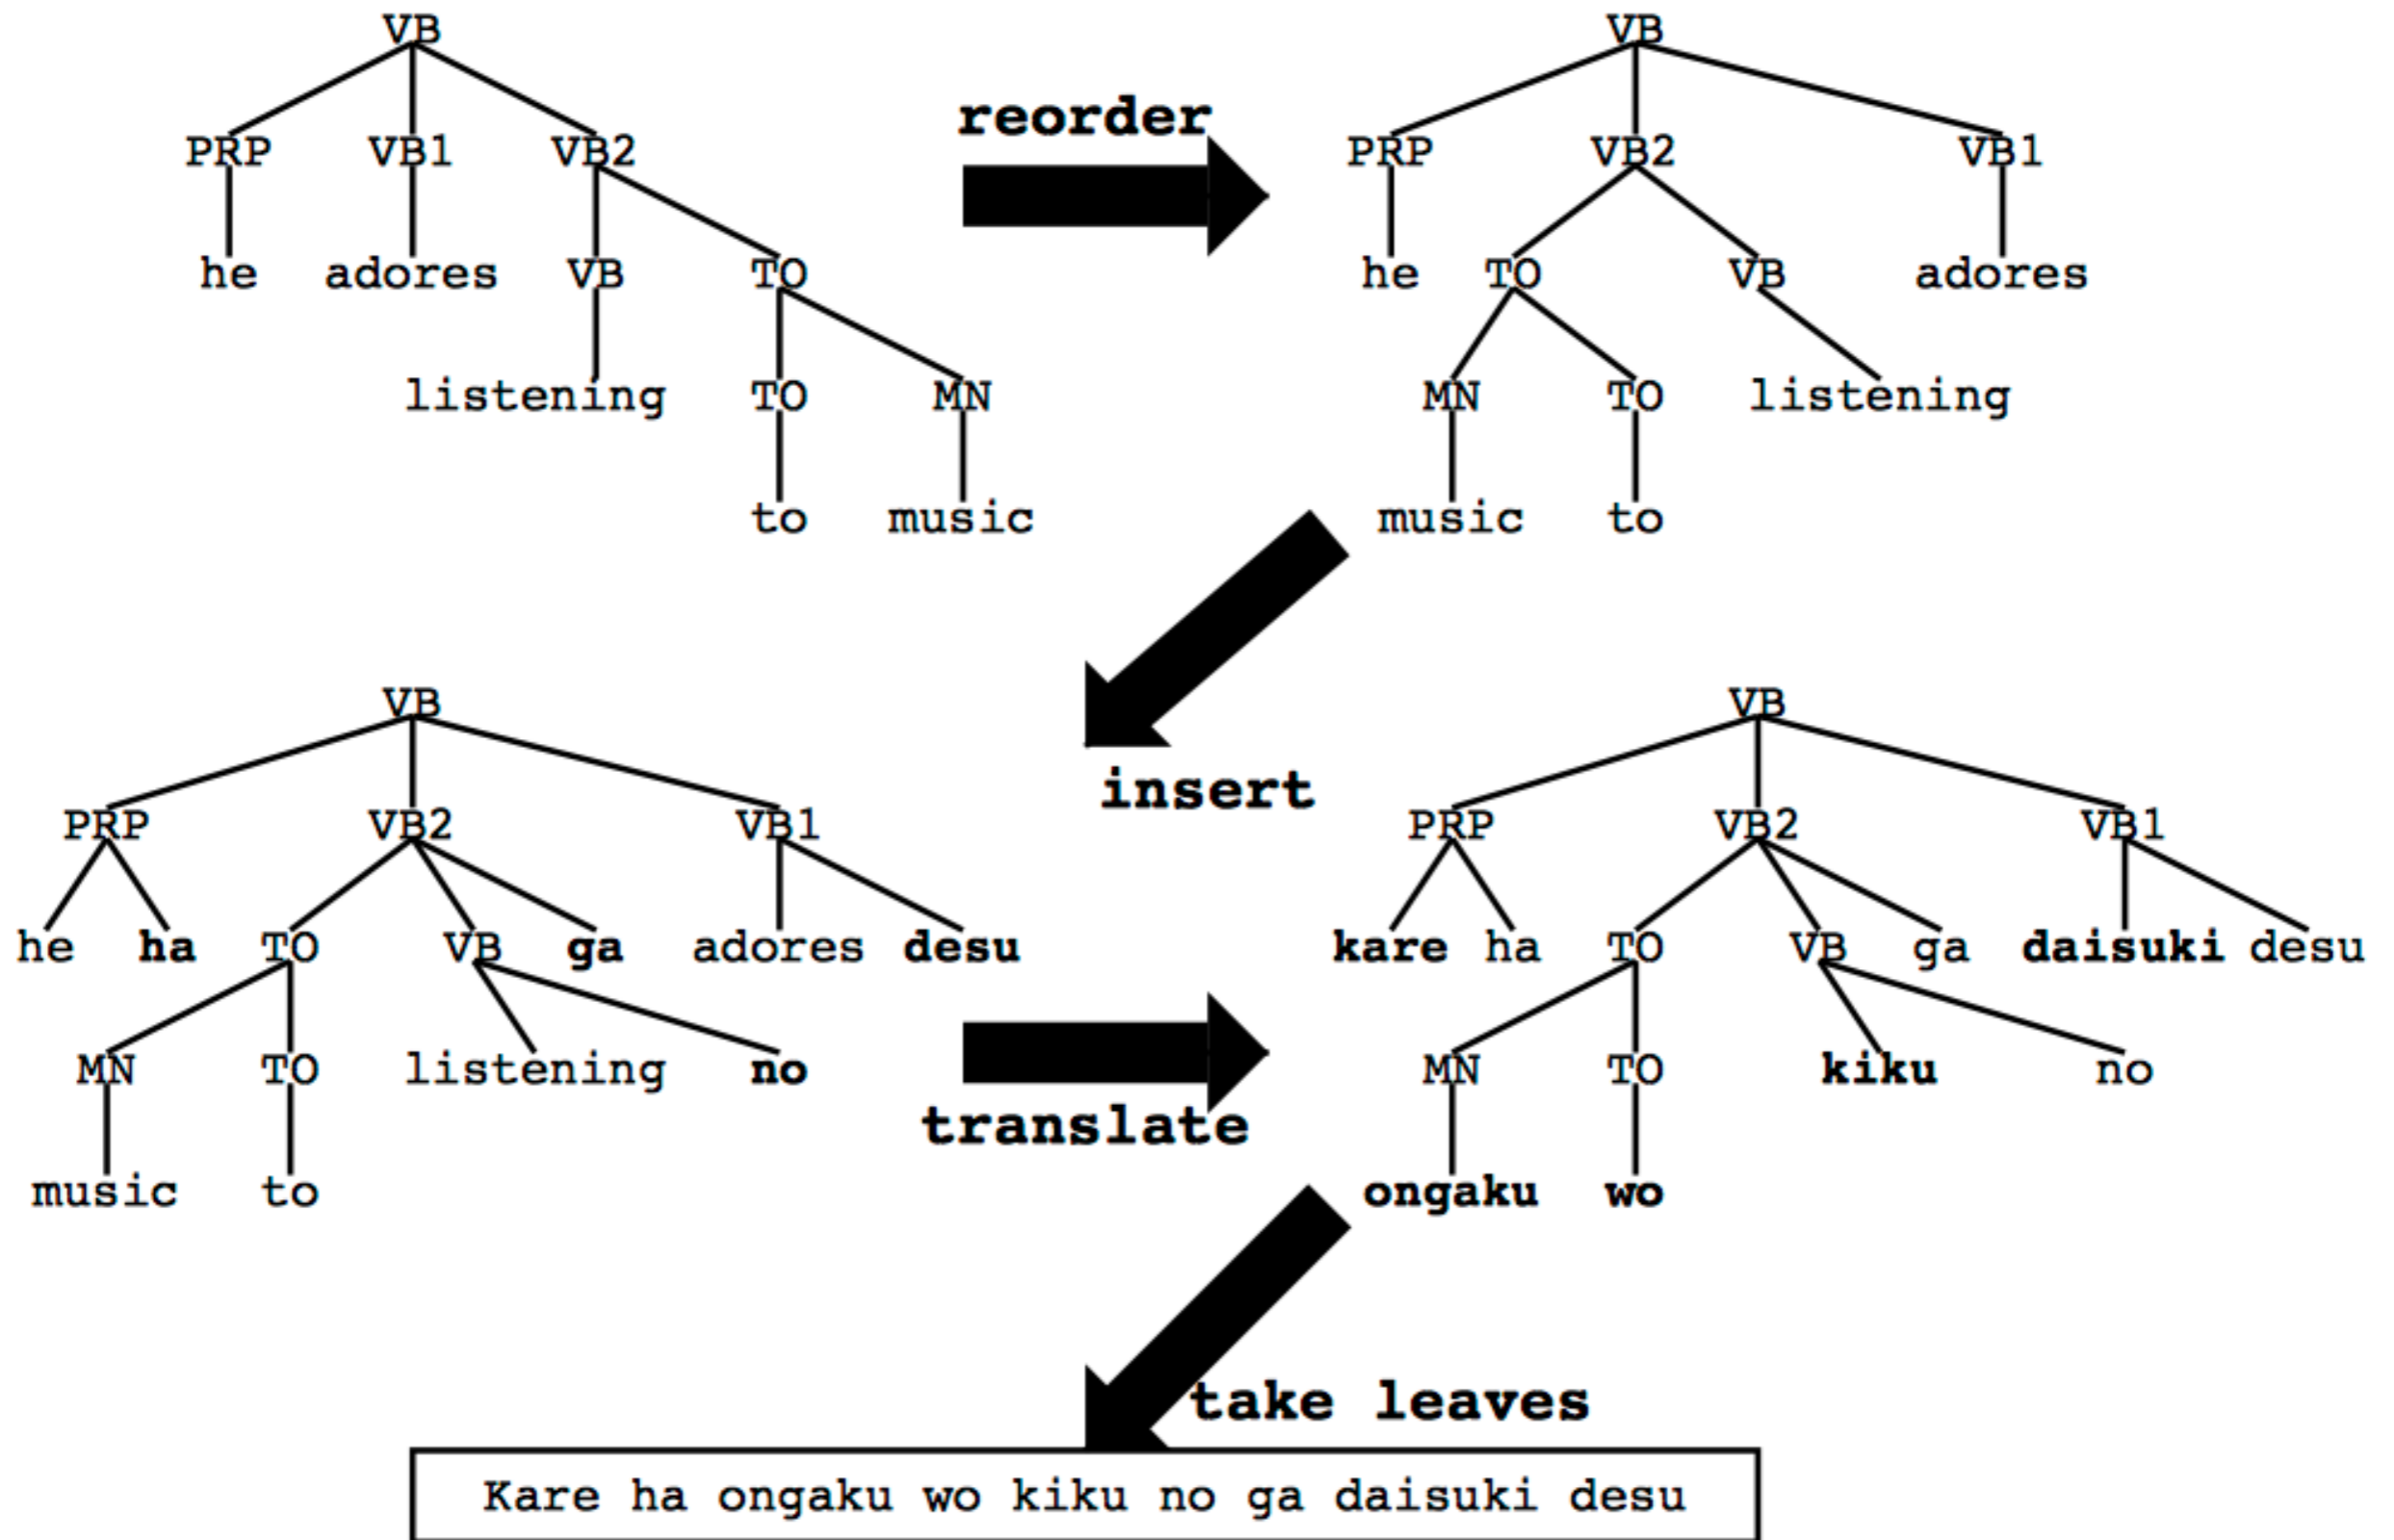 VB VB
reorder
PRP VB1 VB2 PRP VB2 VB1
he adores VB TO he TO VB adores
listening TO MN MN TO listening
to music music to
VB VB
insert
PRP VB2 VB1 PRP VB2 VB1
he ha TO VB ga adores desu kare ha TO VB ga daisuki desu
MN TO listening no MN TO kiku no
translate
music to ongaku wo
take leaves
Kare ha ongaku wo kiku no ga daisuki desu